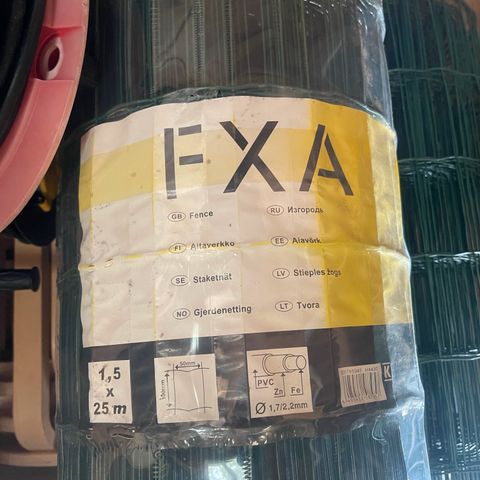 FXA
GB Fence
RU Изгородь
FI Aitaverkko
EE Aiavõrk
SE Staketnät
LV Stieples žogs
NO Gjerdenetting
LT Tvora
1,5
x
25 m
50mm
100mm
PVC
Zn Fe
Ø 1,7/2,2mm
K